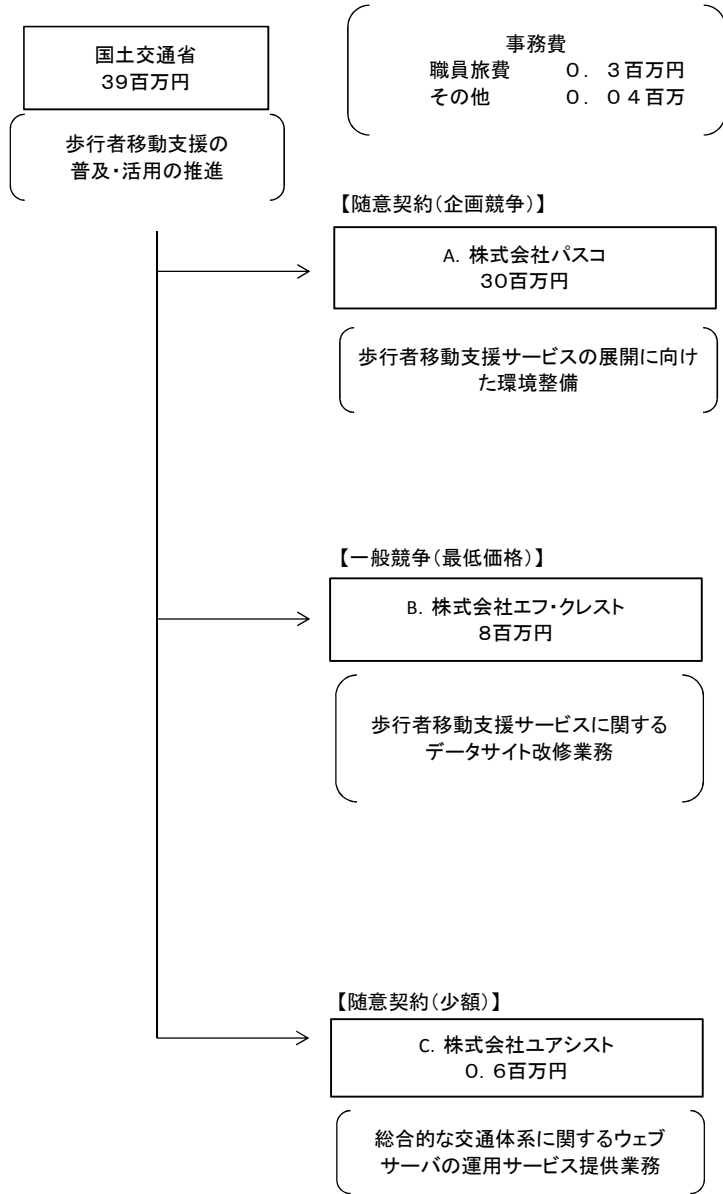 国土交通省
39百万円
歩行者移動支援の
普及・活用の推進
事務費
職員旅費　　０．３百万円
その他　　　０．０４百万
【随意契約（企画競争）】
A. 株式会社パスコ
３０百万円
歩行者移動支援サービスの展開に向け
た環境整備
【一般競争（最低価格）】
B. 株式会社エフ・クレスト
８百万円
歩行者移動支援サービスに関する
データサイト改修業務
【随意契約（少額）】
C. 株式会社ユアシスト
０．６百万円
総合的な交通体系に関するウェブ
サーバの運用サービス提供業務